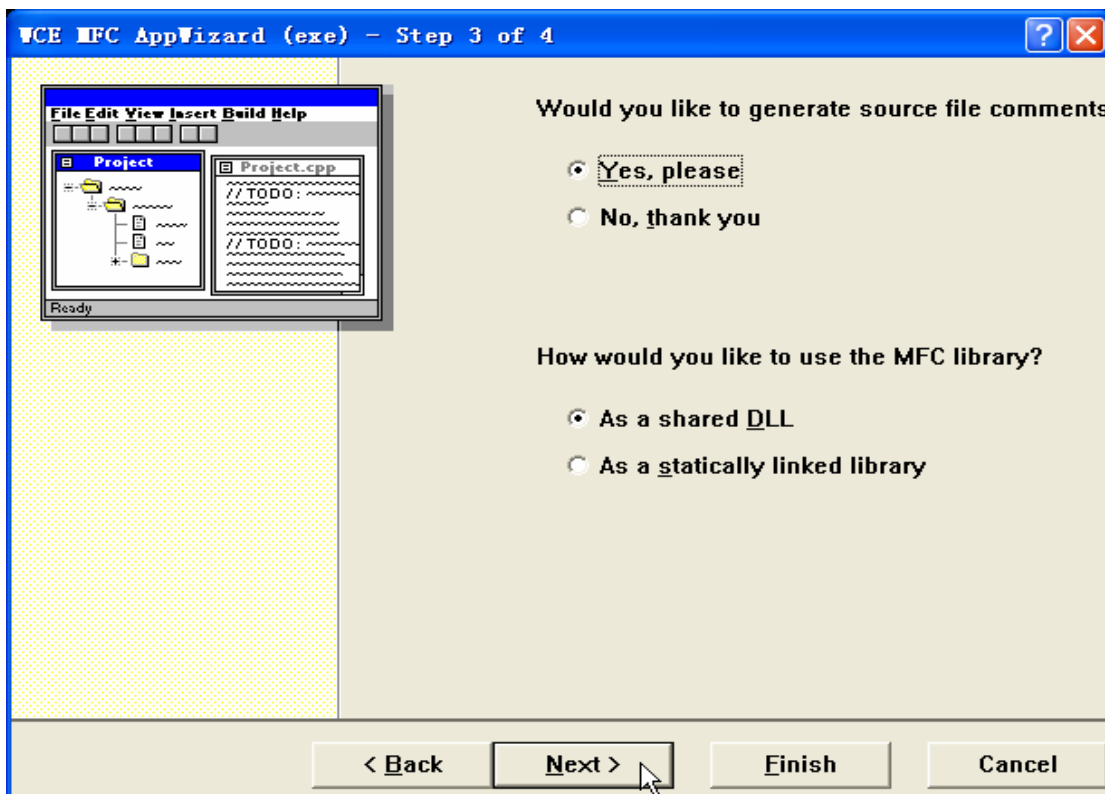 WCE MFC AppWizard (exe) - Step 3 of 4
File Edit View Insert Build Help
Project
Project.cpp
//TODO:
//TODO:
Ready
Would you like to generate source file comments
Yes, please
No, thank you
How would you like to use the MFC library?
As a shared DLL
As a statically linked library
< Back
Next >
Finish
Cancel